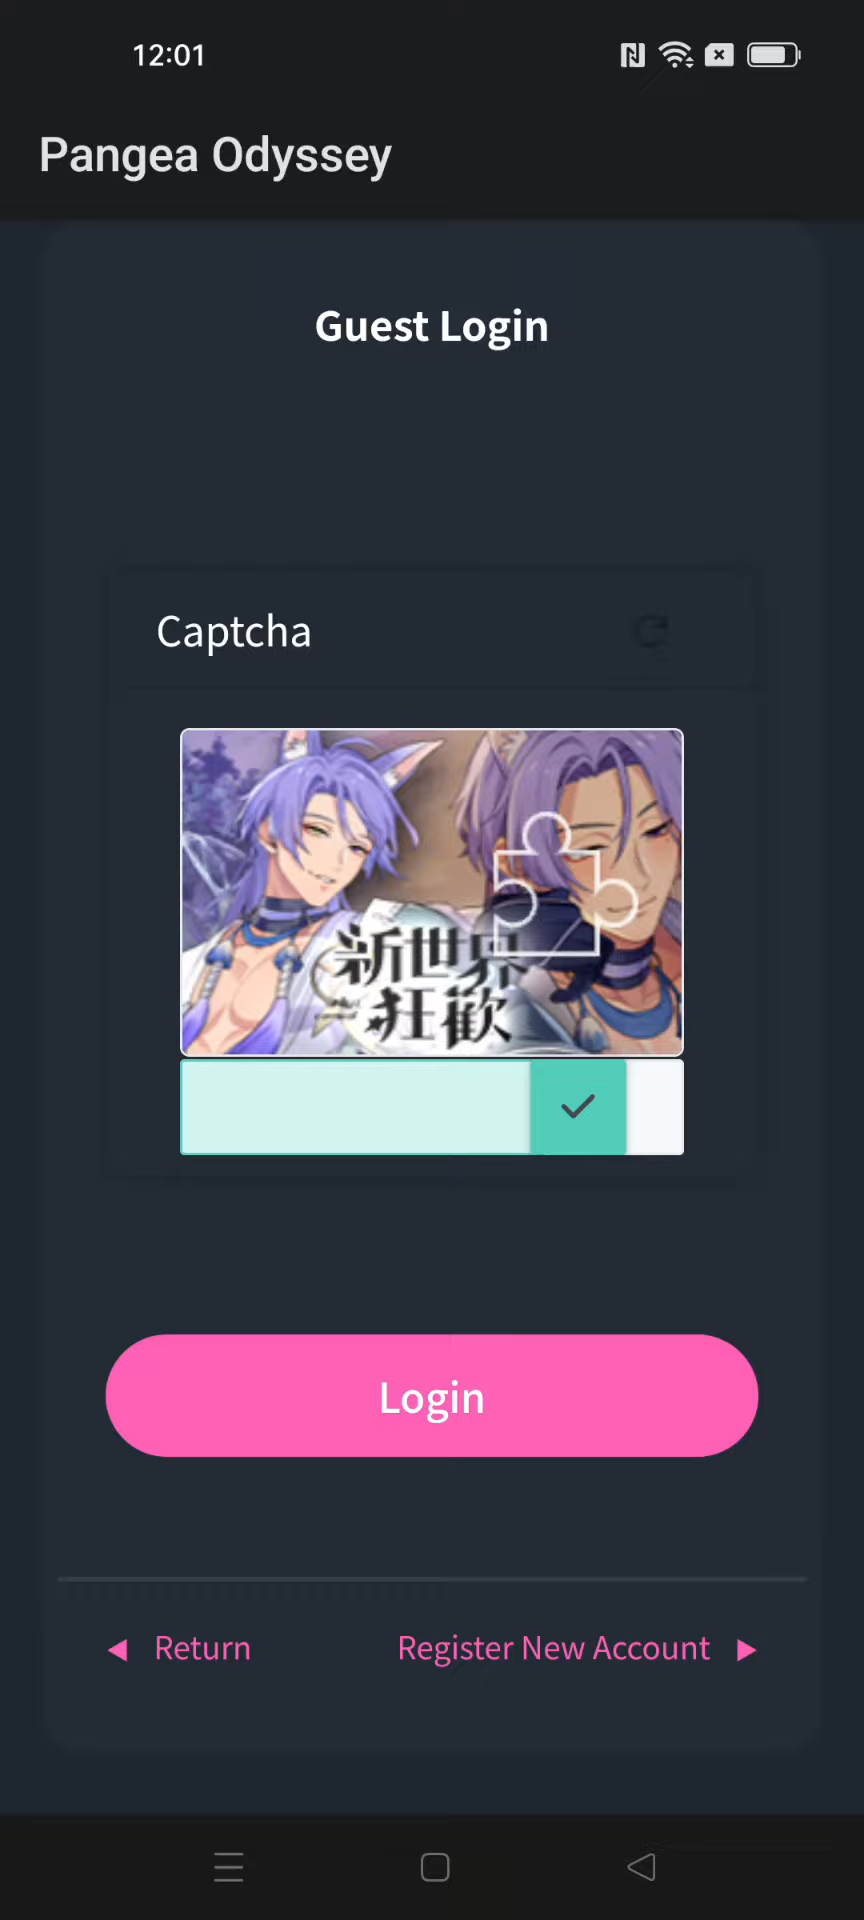 12:01
Pangea Odyssey
Guest Login
Captcha
新世界
狂歡
Login
Return
Register New Account